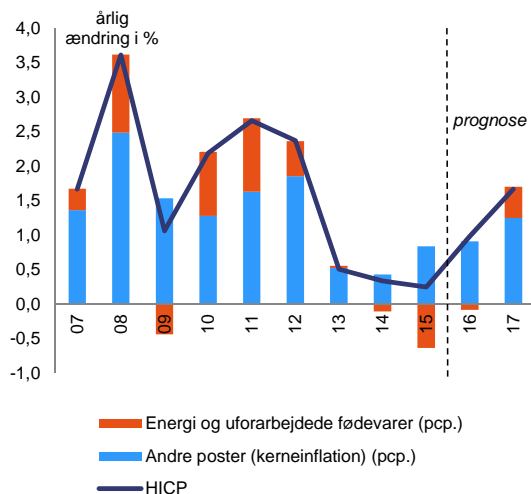 årlig
ændring i %
4,0
3,5
3,0
2,5
2,0
1,5
1,0
0,5
0,0
-0,5
-1,0
prognose
07 08 09 10 11 12 13 14 15 16 17
Energi og uforarbejdede fødevarer (pcp.)
Andre poster (kerneinflation) (pcp.)
HICP